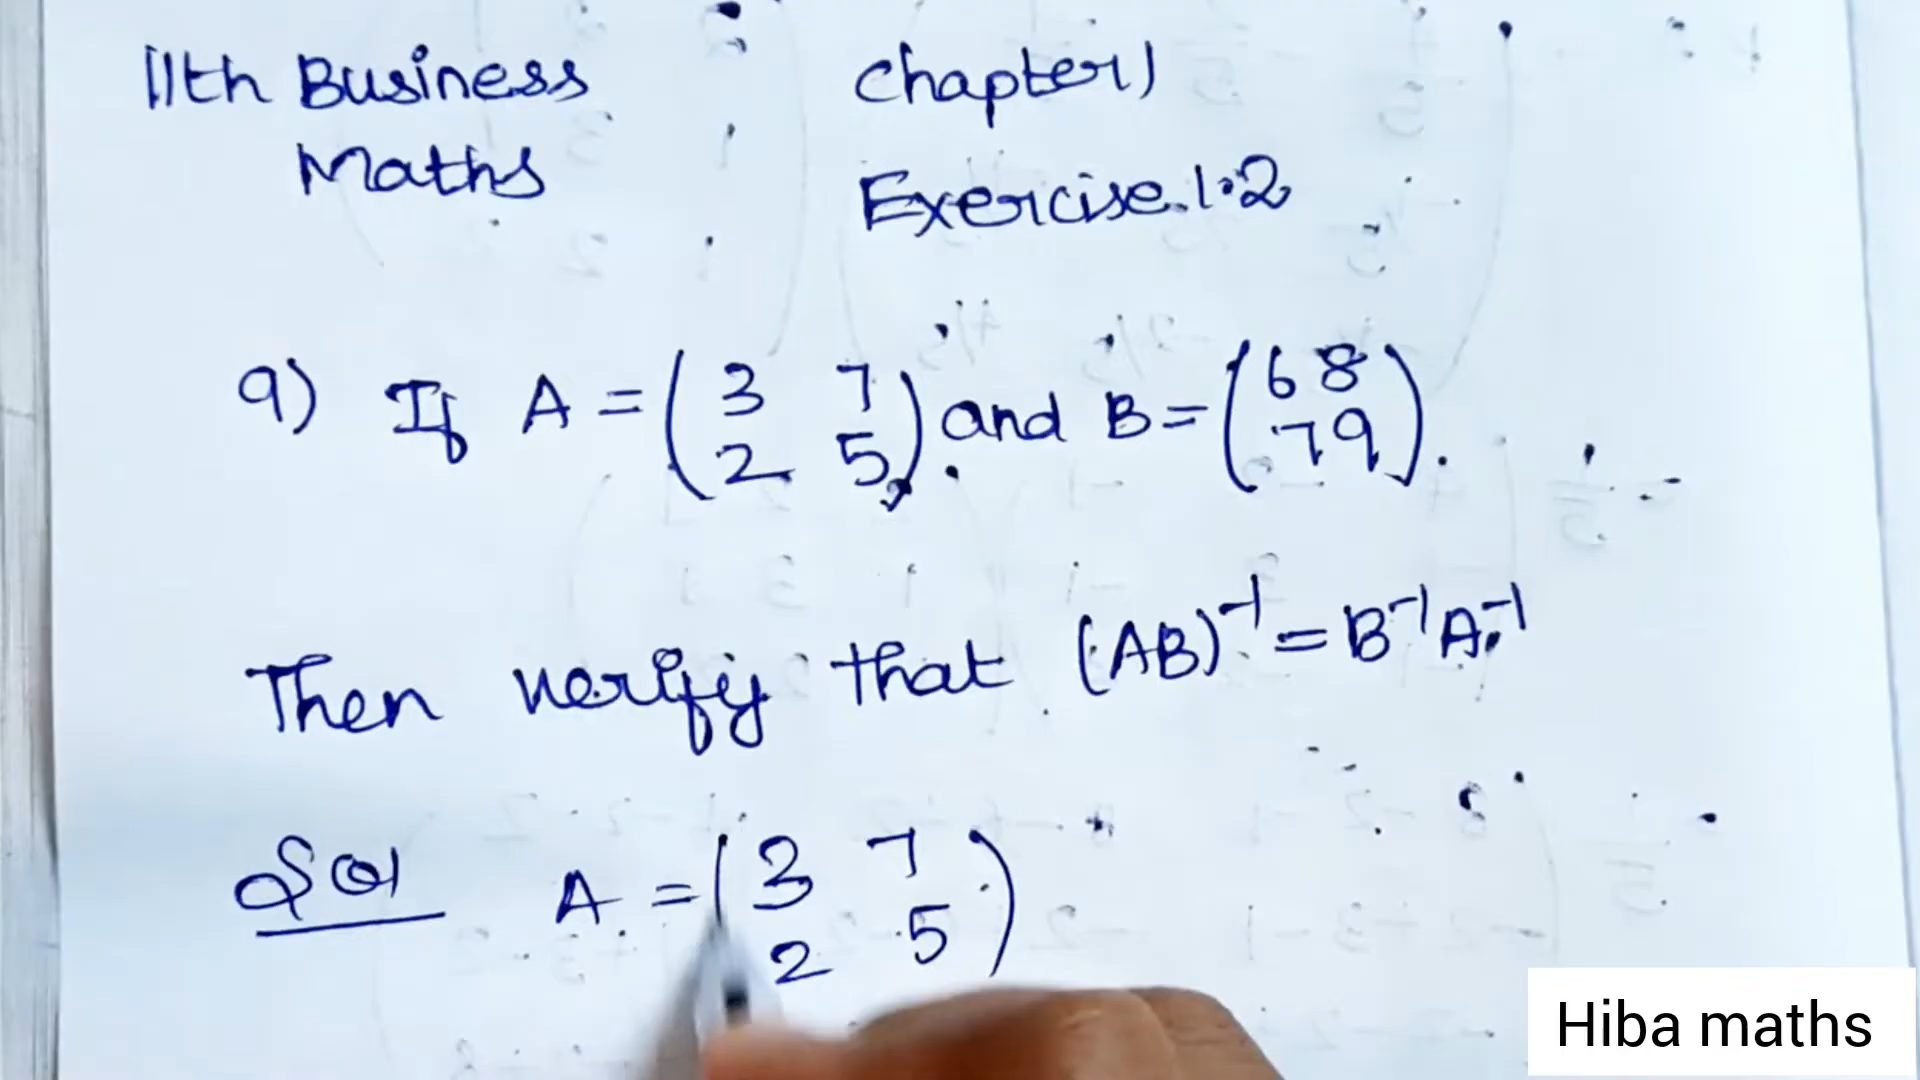 11th Business Chapter 1
Maths Exercise.1.2
9) If A = (3 7 and B = (6 8
2 5) 7 9).
Then verify that (AB)⁻¹ = B⁻¹A⁻¹
Sol A = (3 7
2 5)
Hiba maths